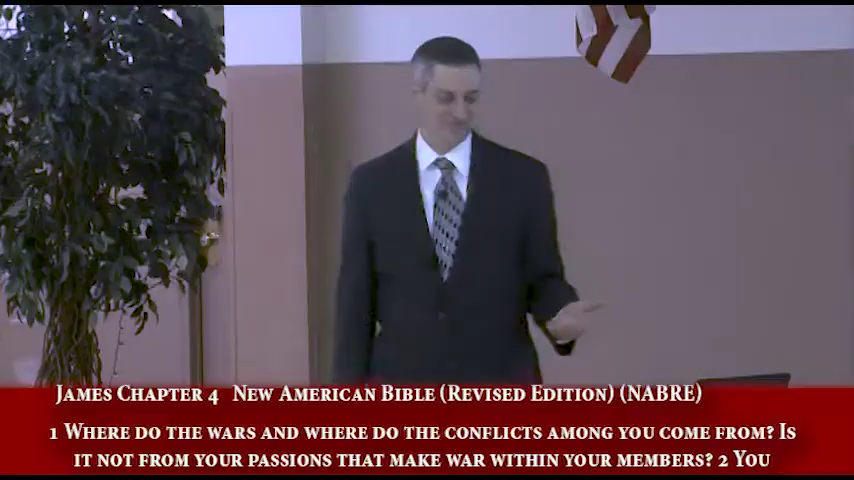 James Chapter 4 New American Bible (Revised Edition) (NABRE)
1 Where do the wars and where do the conflicts among you come from? Is
it not from your passions that make war within your members? 2 You